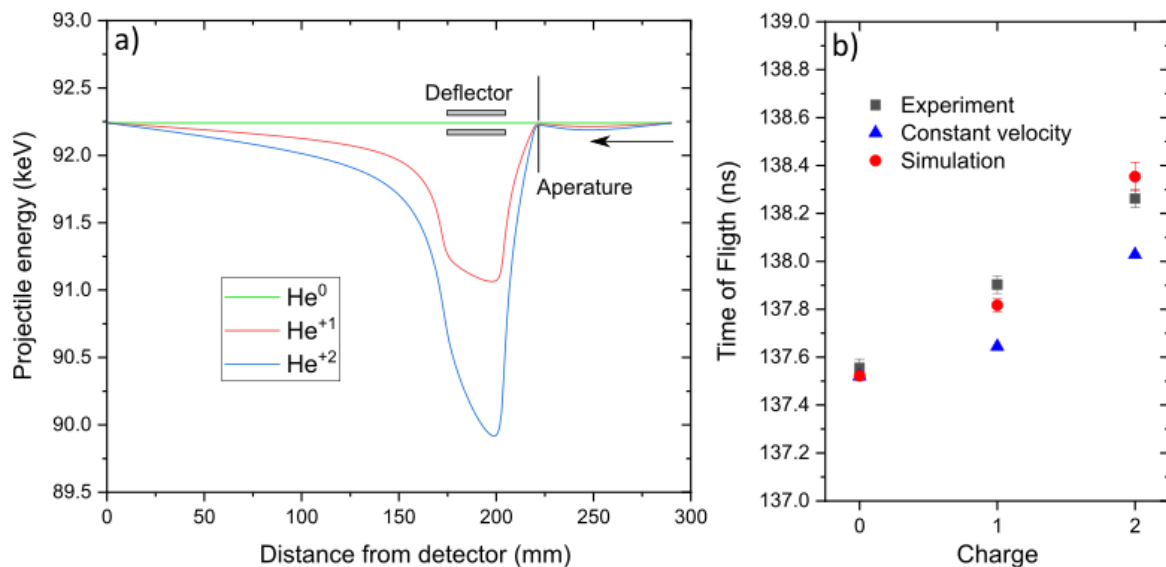 a)
93.0
92.5
92.0
91.5
91.0
90.5
90.0
89.5
Projectile energy (keV)
Deflector
Aperature
He0
He+1
He+2
0 50 100 150 200 250 300
Distance from detector (mm)
b)
139.0
138.8
138.6
138.4
138.2
138.0
137.8
137.6
137.4
137.2
137.0
Time of Fligth (ns)
Experiment
Constant velocity
Simulation
0 1 2
Charge